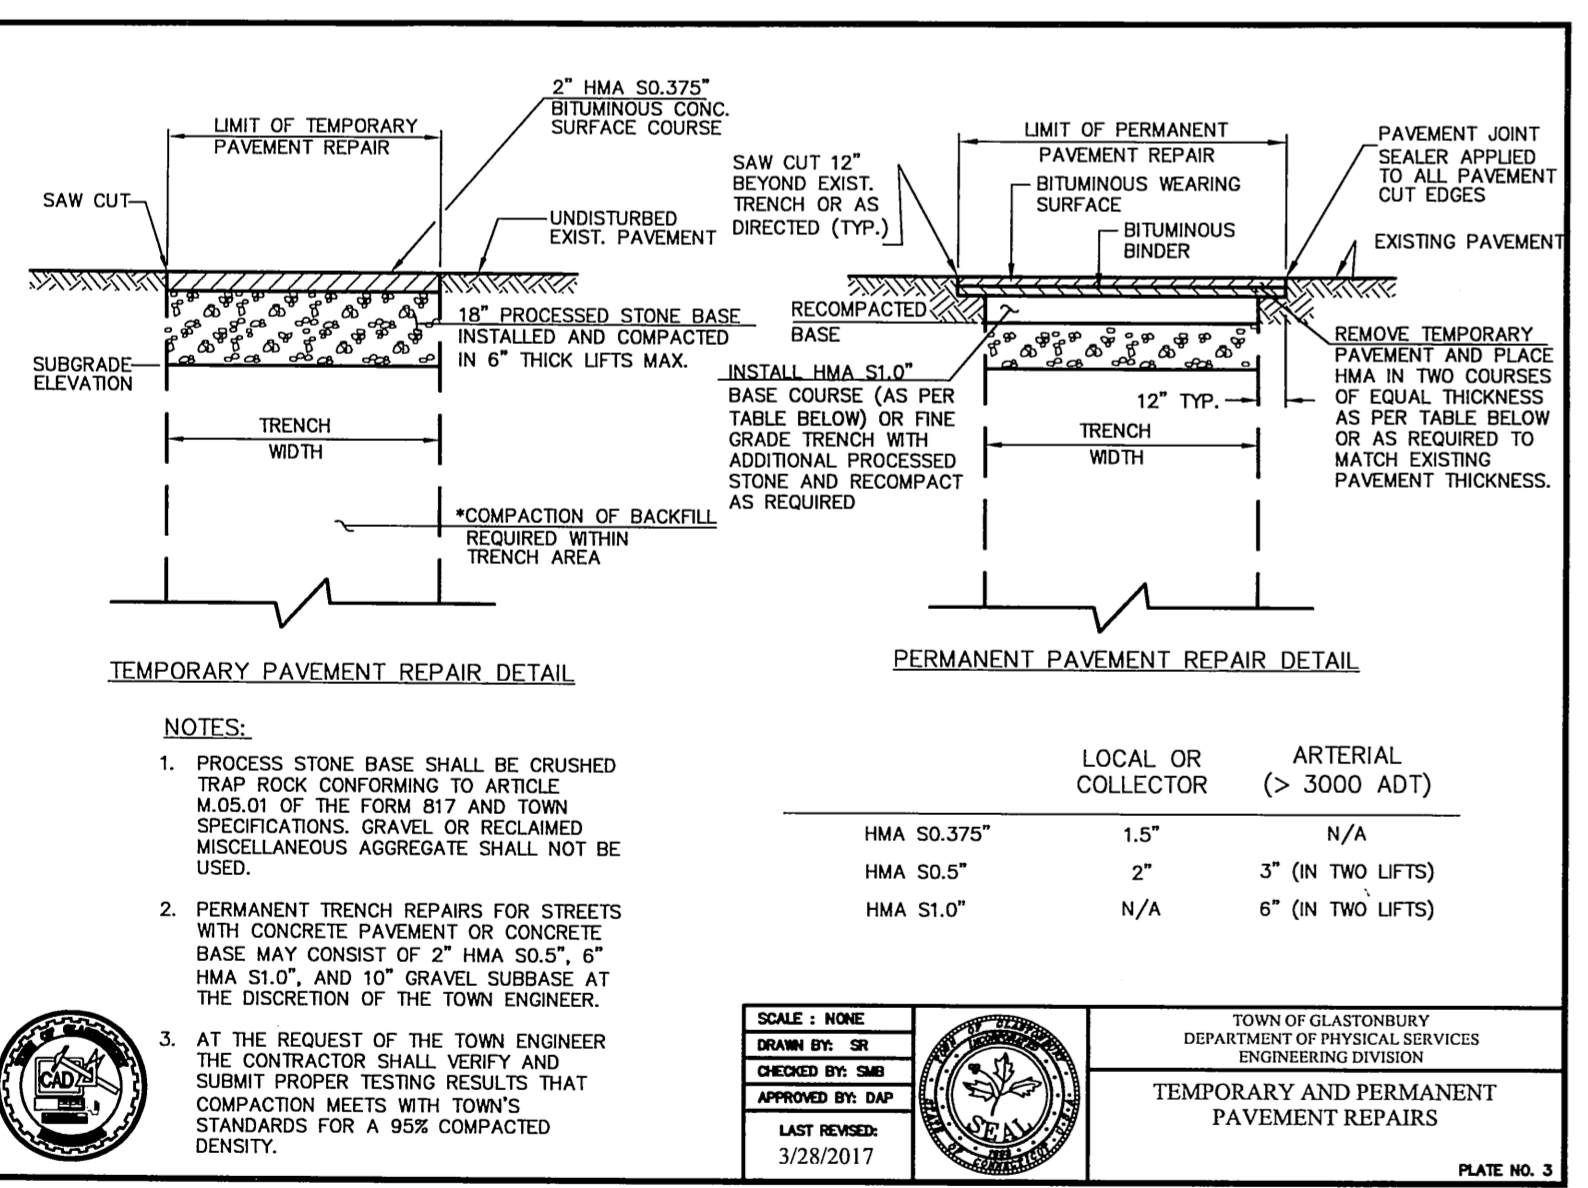 2" HMA S0.375"
BITUMINOUS CONC.
SURFACE COURSE
LIMIT OF TEMPORARY
PAVEMENT REPAIR
SAW CUT
UNDISTURBED
EXIST. PAVEMENT
18" PROCESSED STONE BASE
INSTALLED AND COMPACTED
IN 6" THICK LIFTS MAX.
SUBGRADE
ELEVATION
TRENCH
WIDTH
*COMPACTION OF BACKFILL
REQUIRED WITHIN
TRENCH AREA
TEMPORARY PAVEMENT REPAIR DETAIL
LIMIT OF PERMANENT
PAVEMENT REPAIR
SAW CUT 12"
BEYOND EXIST.
TRENCH OR AS
DIRECTED (TYP.)
BITUMINOUS WEARING
SURFACE
BITUMINOUS
BINDER
PAVEMENT JOINT
SEALER APPLIED
TO ALL PAVEMENT
CUT EDGES
EXISTING PAVEMENT
RECOMPACTED
BASE
INSTALL HMA S1.0"
BASE COURSE (AS PER
TABLE BELOW) OR FINE
GRADE TRENCH WITH
ADDITIONAL PROCESSED
STONE AND RECOMPACT
AS REQUIRED
12" TYP.
TRENCH
WIDTH
REMOVE TEMPORARY
PAVEMENT AND PLACE
HMA IN TWO COURSES
OF EQUAL THICKNESS
AS PER TABLE BELOW
OR AS REQUIRED TO
MATCH EXISTING
PAVEMENT THICKNESS.
PERMANENT PAVEMENT REPAIR DETAIL
NOTES:
1. PROCESS STONE BASE SHALL BE CRUSHED
TRAP ROCK CONFORMING TO ARTICLE
M.05.01 OF THE FORM 817 AND TOWN
SPECIFICATIONS. GRAVEL OR RECLAIMED
MISCELLANEOUS AGGREGATE SHALL NOT BE
USED.
2. PERMANENT TRENCH REPAIRS FOR STREETS
WITH CONCRETE PAVEMENT OR CONCRETE
BASE MAY CONSIST OF 2" HMA S0.5", 6"
HMA S1.0", AND 10" GRAVEL SUBBASE AT
THE DISCRETION OF THE TOWN ENGINEER.
3. AT THE REQUEST OF THE TOWN ENGINEER
THE CONTRACTOR SHALL VERIFY AND
SUBMIT PROPER TESTING RESULTS THAT
COMPACTION MEETS WITH TOWN'S
STANDARDS FOR A 95% COMPACTED
DENSITY.
LOCAL OR COLLECTOR ARTERIAL (> 3000 ADT)
HMA S0.375" 1.5" N/A
HMA S0.5" 2" 3" (IN TWO LIFTS)
HMA S1.0" N/A 6" (IN TWO LIFTS)
TOWN OF GLASTONBURY
CAD
SCALE : NONE
DRAWN BY: SR
CHECKED BY: SMB
APPROVED BY: DAP
LAST REVISED:
3/28/2017
TOWN OF GLASTONBURY
INCORPORATED
SEAL
STATE OF CONNECTICUT · U.S.A.
TOWN OF GLASTONBURY
DEPARTMENT OF PHYSICAL SERVICES
ENGINEERING DIVISION
TEMPORARY AND PERMANENT
PAVEMENT REPAIRS
PLATE NO. 3